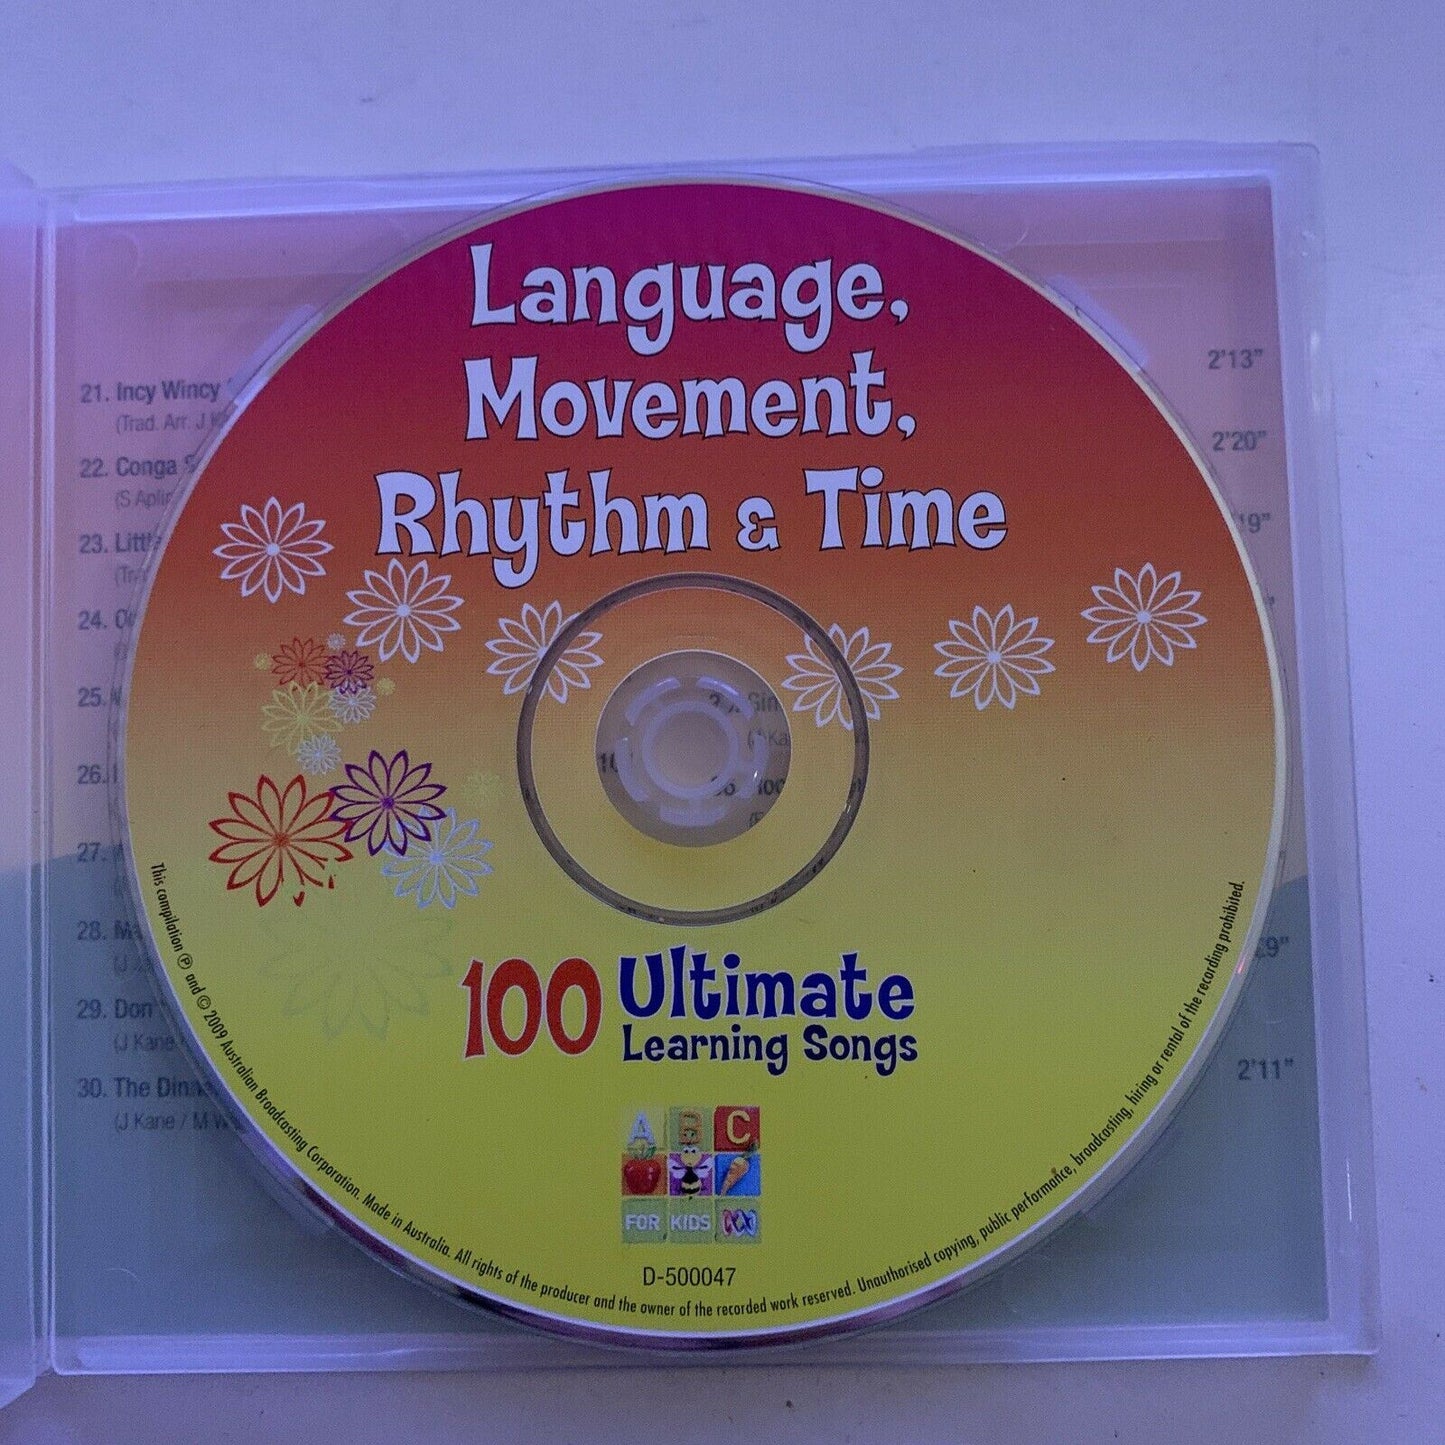 Language,
Movement,
Rhythm & Time
100 Ultimate
Learning Songs
A B C
FOR KIDS
D-500047
This compilation ℗ and © 2009 Australian Broadcasting Corporation. Made in Australia. All rights of the producer and the owner of the recorded work reserved. Unauthorised copying, public performance, broadcasting, hiring or rental of the recording prohibited.
21. Incy Wincy
2'13"
(Trad. Arr. J
22. Conga
2'20"
23.
24.
25.
26.
27.
28.
29. Don
(J Kane
30. The
2'11"
(J Kane / M